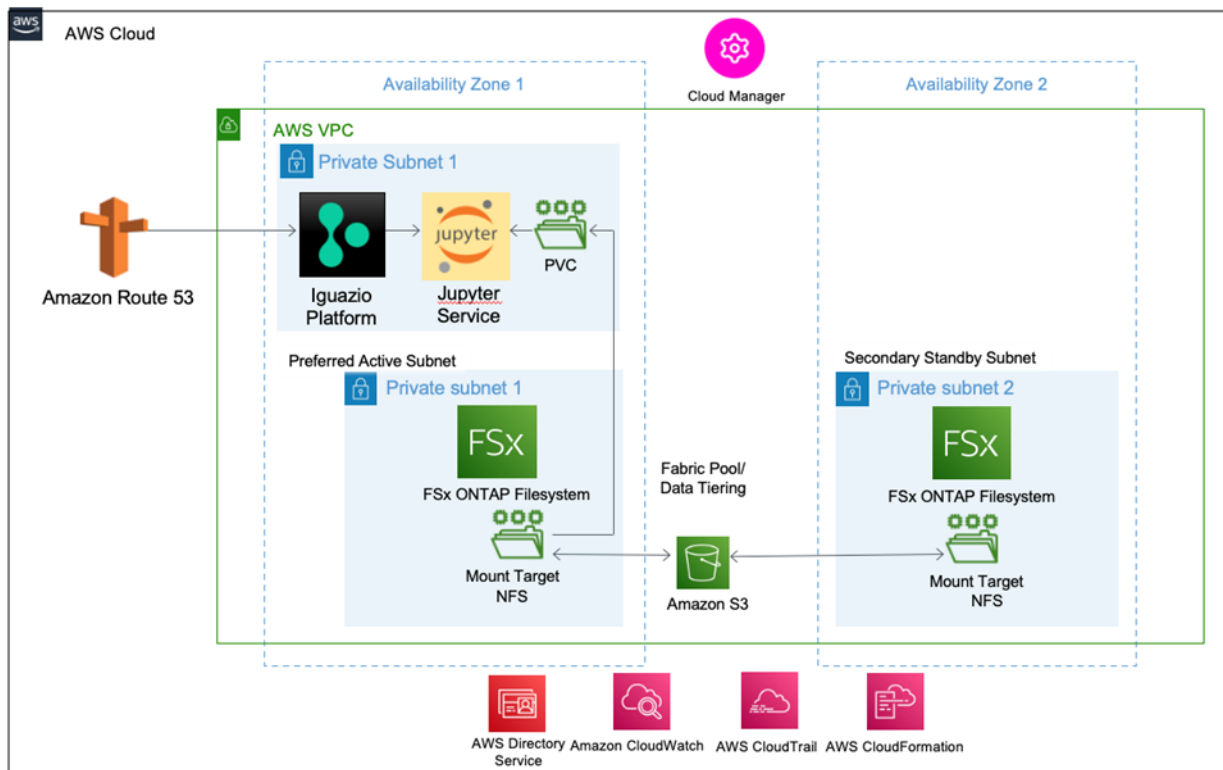 aws
AWS Cloud
Availability Zone 1
Cloud Manager
Availability Zone 2
AWS VPC
Private Subnet 1
jupyter
PVC
Amazon Route 53
Iguazio
Platform
Jupyter
Service
Preferred Active Subnet
Secondary Standby Subnet
Private subnet 1
Private subnet 2
FSx
FSx
Fabric Pool/
Data Tiering
FSx ONTAP Filesystem
FSx ONTAP Filesystem
Mount Target
NFS
Amazon S3
Mount Target
NFS
AWS Directory
Service
Amazon CloudWatch
AWS CloudTrail
AWS CloudFormation